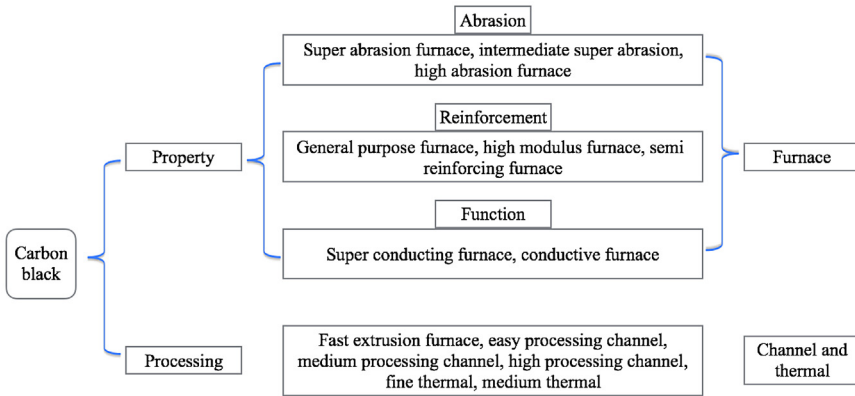 Abrasion
Super abrasion furnace, intermediate super abrasion,
high abrasion furnace
Reinforcement
General purpose furnace, high modulus furnace, semi
reinforcing furnace
Property
Furnace
Function
Super conducting furnace, conductive furnace
Carbon
black
Processing
Fast extrusion furnace, easy processing channel,
medium processing channel, high processing channel,
fine thermal, medium thermal
Channel and
thermal